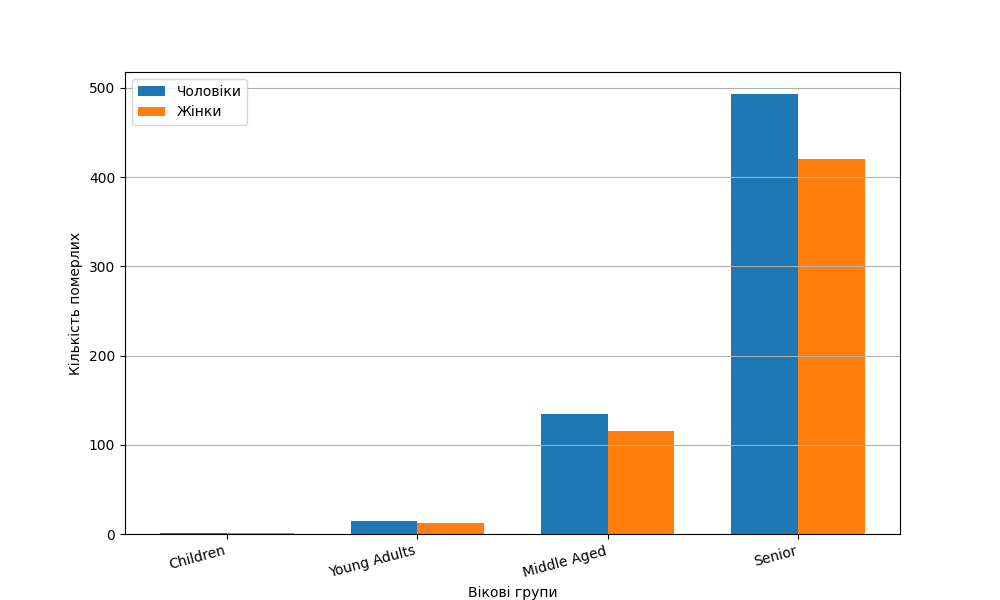 500
400
300
200
100
0
Чоловіки
Жінки
Кількість померлих
Children
Young Adults
Middle Aged
Senior
Вікові групи